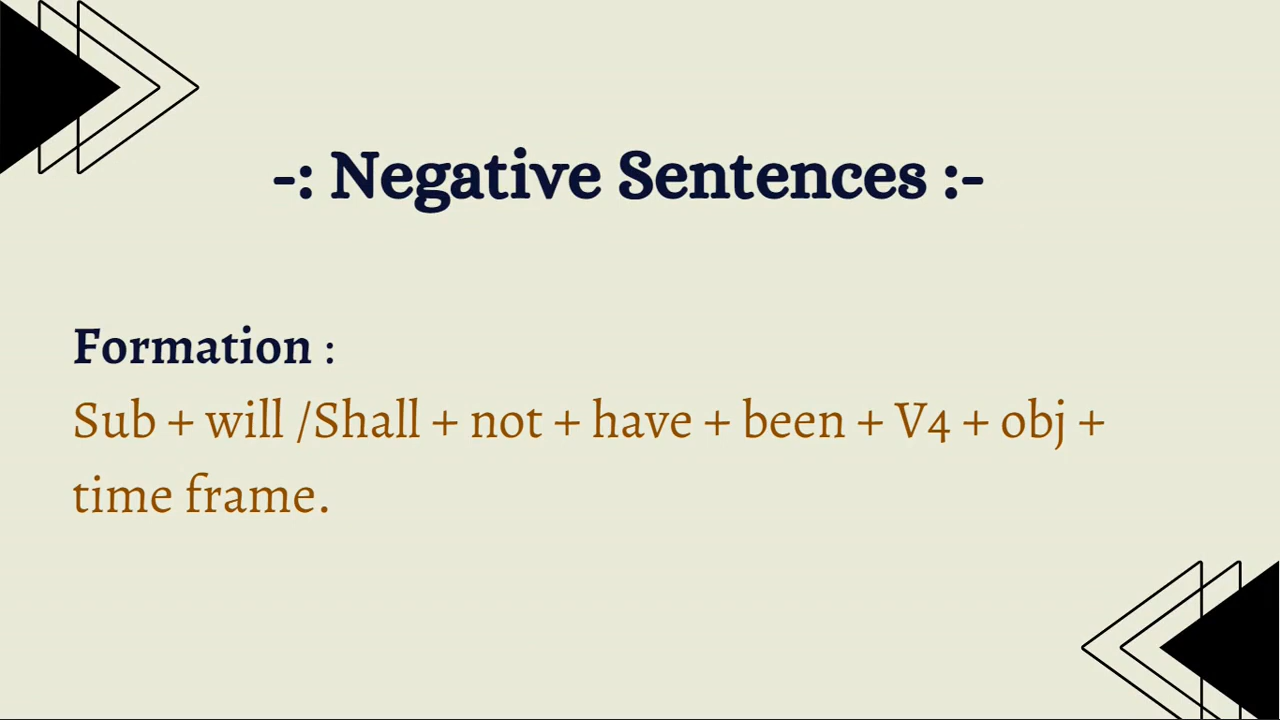 -: Negative Sentences :-
Formation :
Sub + will /Shall + not + have + been + V4 + obj +
time frame.